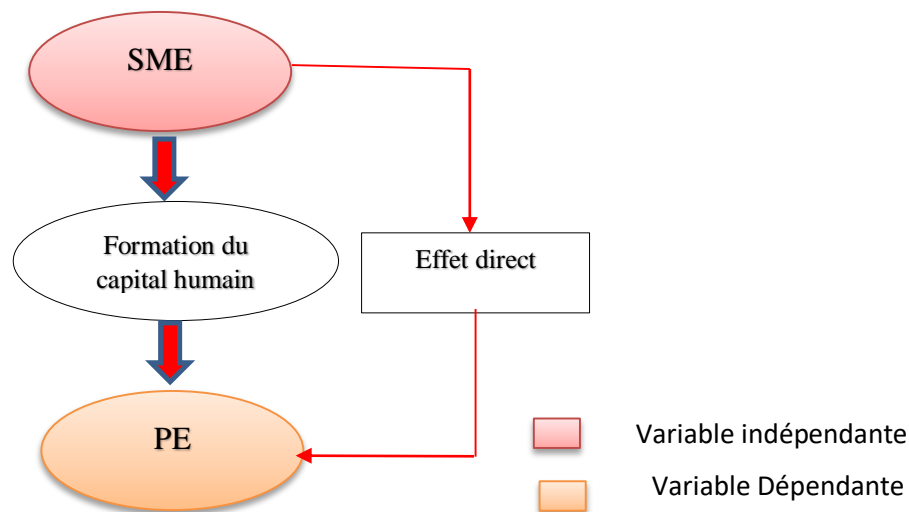 SME
Formation du
capital humain
Effet direct
PE
Variable indépendante
Variable Dépendante